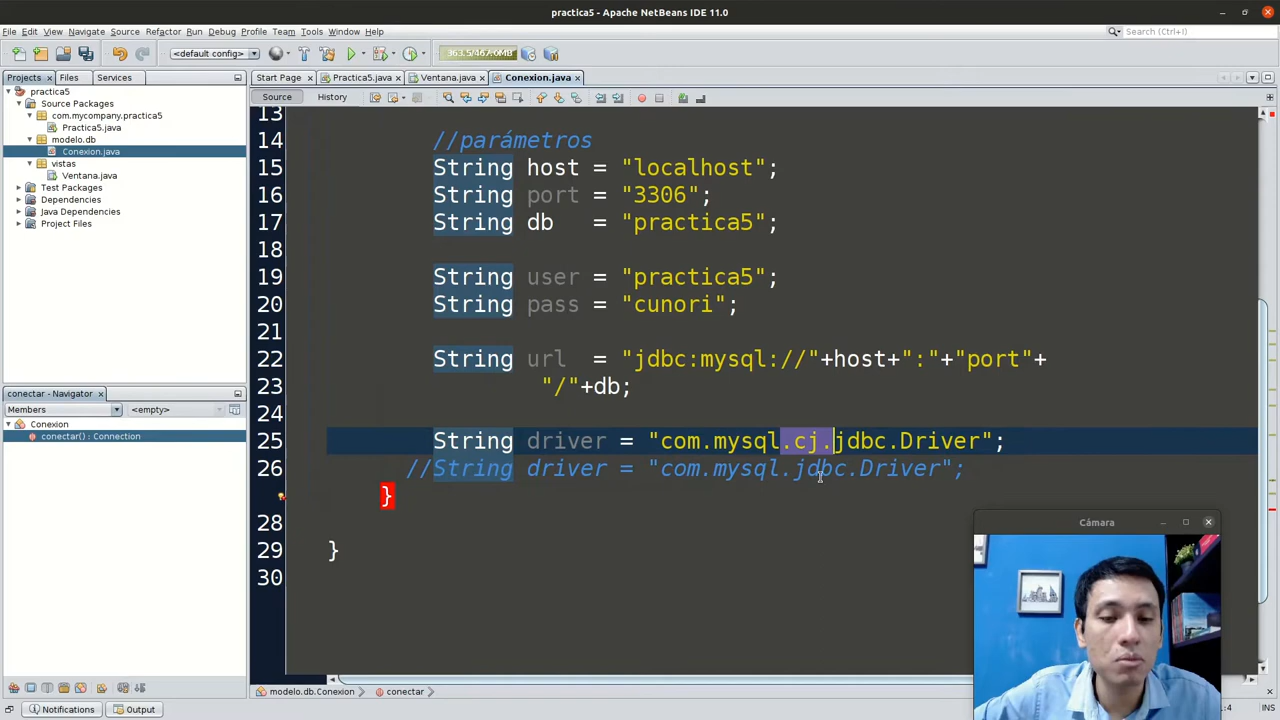 practica5 - Apache NetBeans IDE 11.0
File Edit View Navigate Source Refactor Run Debug Profile Team Tools Window Help
Search (Ctrl+I)
<default config>
363.5/467.0MB
Projects Files Services
Start Page Practica5.java Ventana.java Conexion.java
Source History
practica5
Source Packages
com.mycompany.practica5
Practica5.java
modelo.db
Conexion.java
vistas
Ventana.java
Test Packages
Dependencies
Java Dependencies
Project Files
conectar - Navigator
Members <empty>
Conexion
conectar() : Connection
13
14 //parámetros
15 String host = "localhost";
16 String port = "3306";
17 String db = "practica5";
18
19 String user = "practica5";
20 String pass = "cunori";
21
22 String url = "jdbc:mysql://"+host+":"+"port"+
23 "/"+db;
24
25 String driver = "com.mysql.cj.jdbc.Driver";
26 //String driver = "com.mysql.jdbc.Driver";
}
28
29 }
30
Cámara
modelo.db.Conexion conectar
Notifications Output
INS